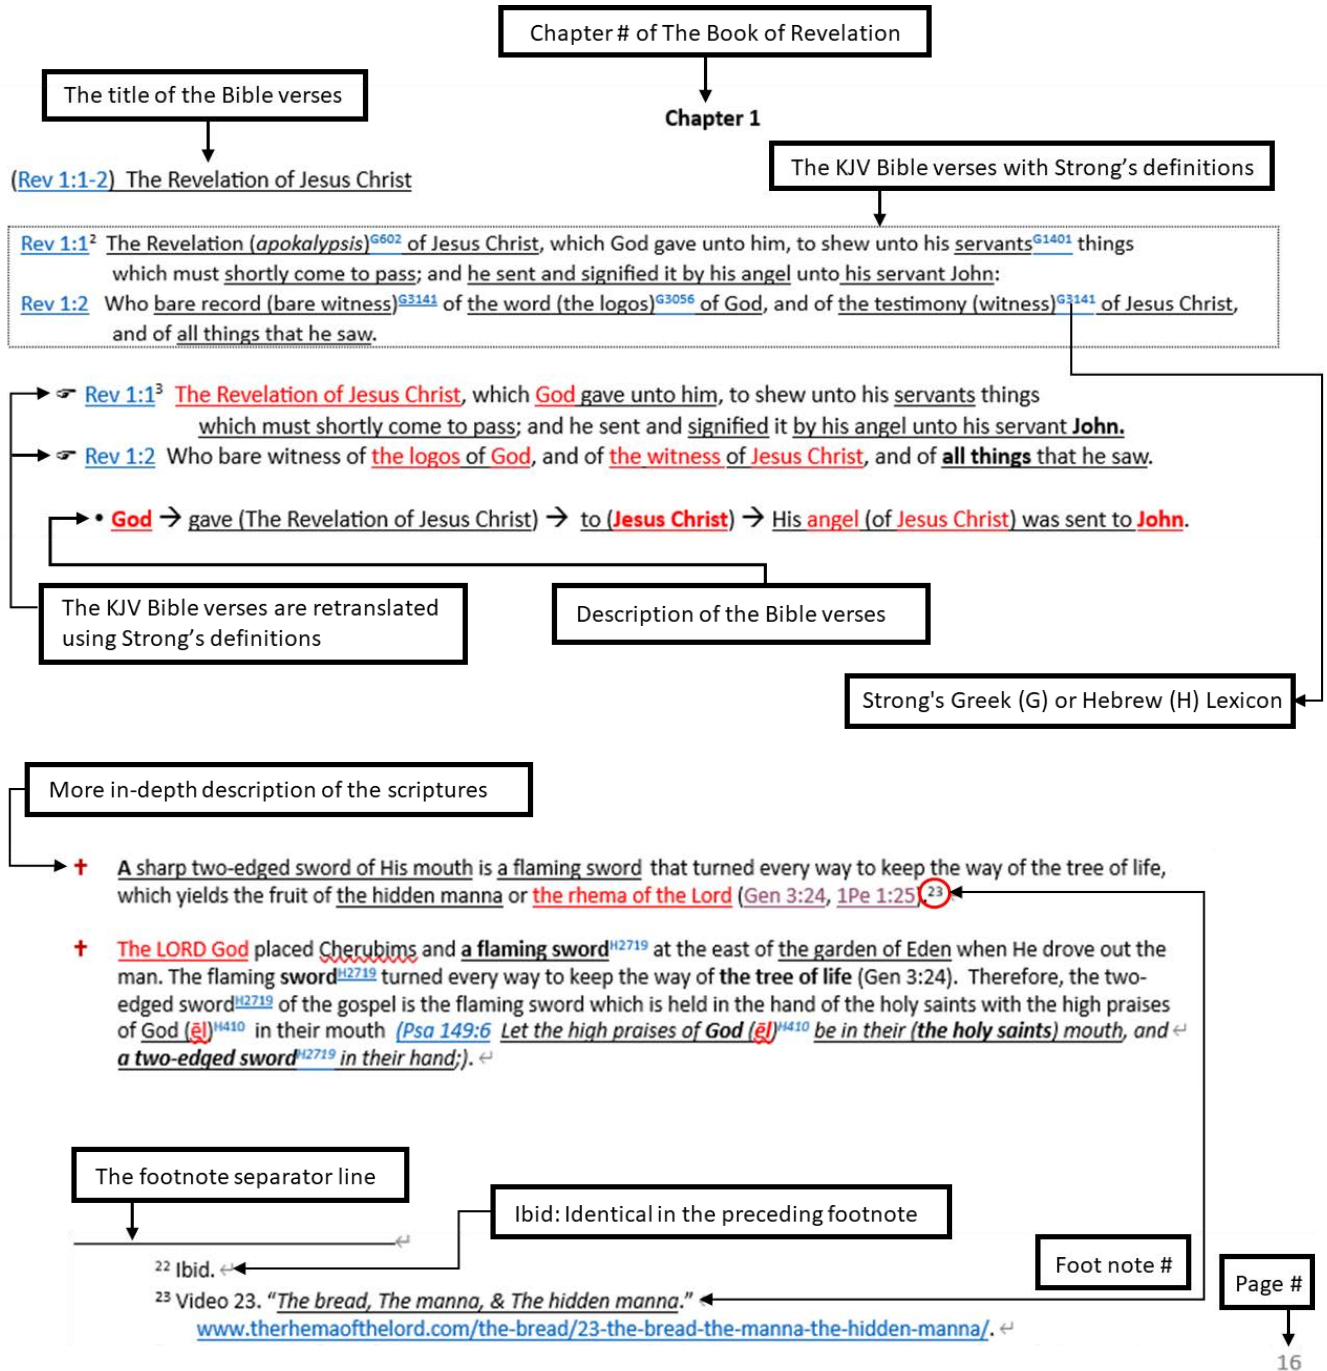 Chapter # of The Book of Revelation
The title of the Bible verses
Chapter 1
The KJV Bible verses with Strong's definitions
(Rev 1:1-2) The Revelation of Jesus Christ
Rev 1:1² The Revelation (apokalypsis)G602 of Jesus Christ, which God gave unto him, to shew unto his servantsG1401 things
which must shortly come to pass; and he sent and signified it by his angel unto his servant John:
Rev 1:2 Who bare record (bare witness)G3141 of the word (the logos)G3056 of God, and of the testimony (witness)G3141 of Jesus Christ,
and of all things that he saw.
☞ Rev 1:1³ The Revelation of Jesus Christ, which God gave unto him, to shew unto his servants things
which must shortly come to pass; and he sent and signified it by his angel unto his servant John.
☞ Rev 1:2 Who bare witness of the logos of God, and of the witness of Jesus Christ, and of all things that he saw.
• God → gave (The Revelation of Jesus Christ) → to (Jesus Christ) → His angel (of Jesus Christ) was sent to John.
The KJV Bible verses are retranslated
using Strong's definitions
Description of the Bible verses
Strong's Greek (G) or Hebrew (H) Lexicon
More in-depth description of the scriptures
✝ A sharp two-edged sword of His mouth is a flaming sword that turned every way to keep the way of the tree of life,
which yields the fruit of the hidden manna or the rhema of the Lord (Gen 3:24, 1Pe 1:25).²³
✝ The LORD God placed Cherubims and a flaming swordH2719 at the east of the garden of Eden when He drove out the
man. The flaming swordH2719 turned every way to keep the way of the tree of life (Gen 3:24). Therefore, the two-
edged swordH2719 of the gospel is the flaming sword which is held in the hand of the holy saints with the high praises
of God (ēl)H410 in their mouth (Psa 149:6 Let the high praises of God (ēl)H410 be in their (the holy saints) mouth, and ↵
a two-edged swordH2719 in their hand;). ↵
The footnote separator line
Ibid: Identical in the preceding footnote
Foot note #
Page #
²² Ibid. ↵
²³ Video 23. "The bread, The manna, & The hidden manna."
www.therhemaofthelord.com/the-bread/23-the-bread-the-manna-the-hidden-manna/. ↵
16